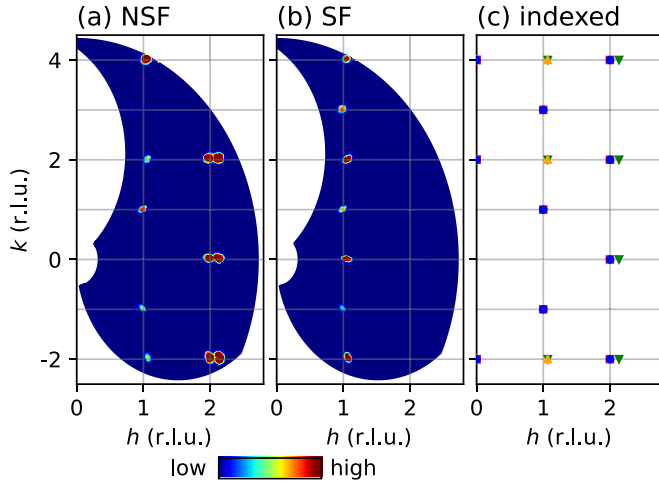 (a) NSF (b) SF (c) indexed
4
2
0
-2
k (r.l.u.)
0 1 2 0 1 2 0 1 2
h (r.l.u.) h (r.l.u.) h (r.l.u.)
low high